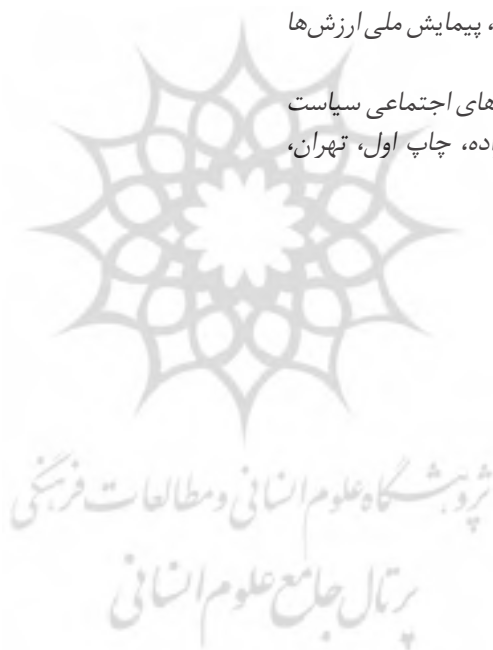 ، پیمایش ملی ارزش‌ها
های اجتماعی سیاست
اده، چاپ اول، تهران،
پژوهشگاه علوم انسانی و مطالعات فرهنگی
پرتال جامع علوم انسانی